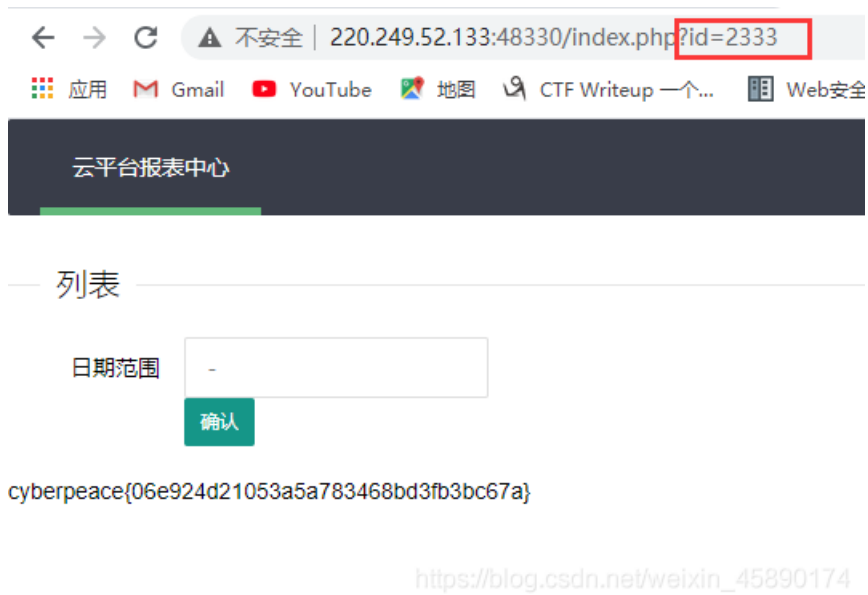 不安全 | 220.249.52.133:48330/index.php?id=2333
应用 Gmail YouTube 地图 CTF Writeup 一个... Web安全
云平台报表中心
列表
日期范围 -
确认
cyberpeace{06e924d21053a5a783468bd3fb3bc67a}
https://blog.csdn.net/weixin_45890174